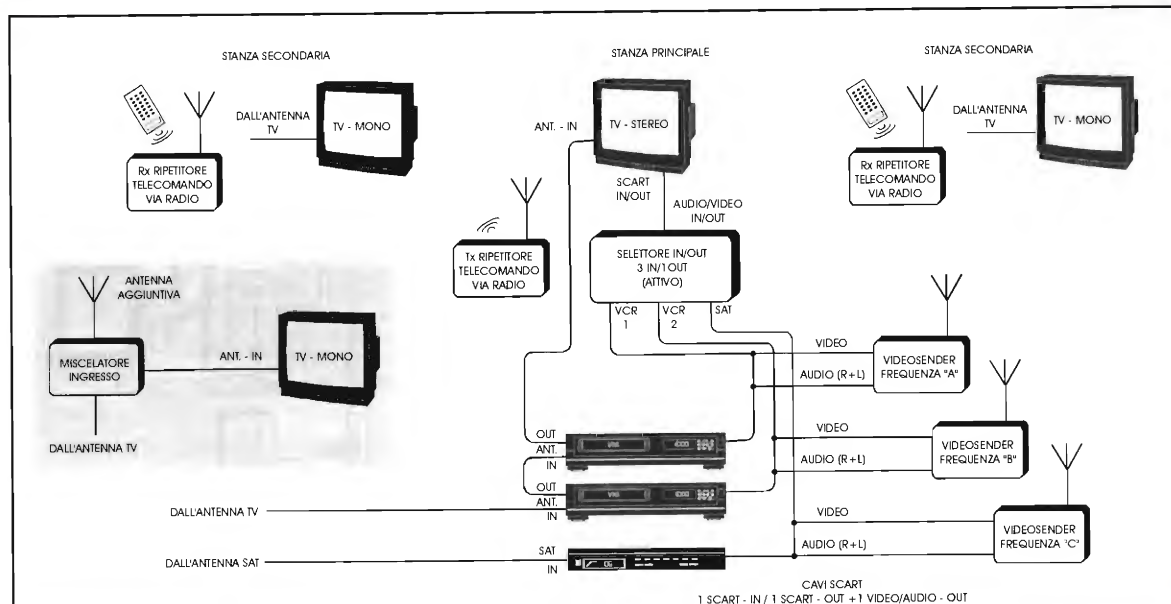 STANZA SECONDARIA
STANZA PRINCIPALE
STANZA SECONDARIA
DALL'ANTENNA
TV
TV - MONO
Rx RIPETITORE
TELECOMANDO
VIA RADIO
ANT. - IN
TV - STEREO
SCART
IN/OUT
AUDIO/VIDEO
IN/OUT
DALL'ANTENNA
TV
TV - MONO
Rx RIPETITORE
TELECOMANDO
VIA RADIO
Tx RIPETITORE
TELECOMANDO
VIA RADIO
SELETTORE IN/OUT
3 IN/1 OUT
(ATTIVO)
VCR
1
VCR
2
SAT
ANTENNA
AGGIUNTIVA
MISCELATORE
INGRESSO
ANT. - IN
TV - MONO
DALL'ANTENNA TV
VIDEO
AUDIO (R+L)
VIDEOSENDER
FREQUENZA "A"
OUT
ANT.
IN
VIDEO
AUDIO (R+L)
VIDEOSENDER
FREQUENZA "B"
OUT
ANT.
IN
DALL'ANTENNA TV
VIDEO
AUDIO (R+L)
VIDEOSENDER
FREQUENZA "C"
DALL'ANTENNA SAT
SAT
IN
CAVI SCART
1 SCART - IN / 1 SCART - OUT + 1 VIDEO/AUDIO - OUT